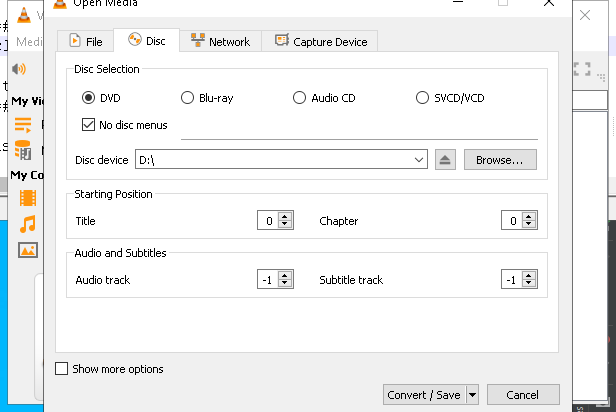 Open Media
Medi
File
Disc
Network
Capture Device
Disc Selection
DVD
Blu-ray
Audio CD
SVCD/VCD
No disc menus
Disc device
D:\
Browse...
Starting Position
Title
0
Chapter
0
Audio and Subtitles
Audio track
-1
Subtitle track
-1
My Vi
My Co
Show more options
Convert / Save
Cancel